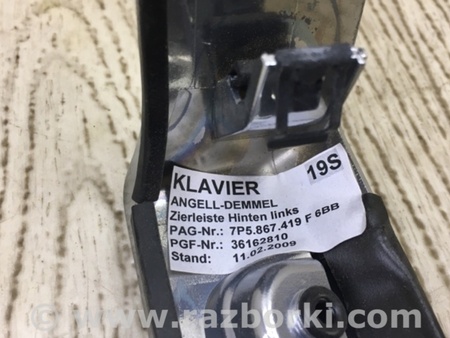 KLAVIER 19S
ANGELL-DEMMEL
Zierleiste Hinten links
PAG-Nr.: 7P5.867.419 F 6BB
PGF-Nr.: 36162810
Stand: 11.02.2009
www.razborki.com